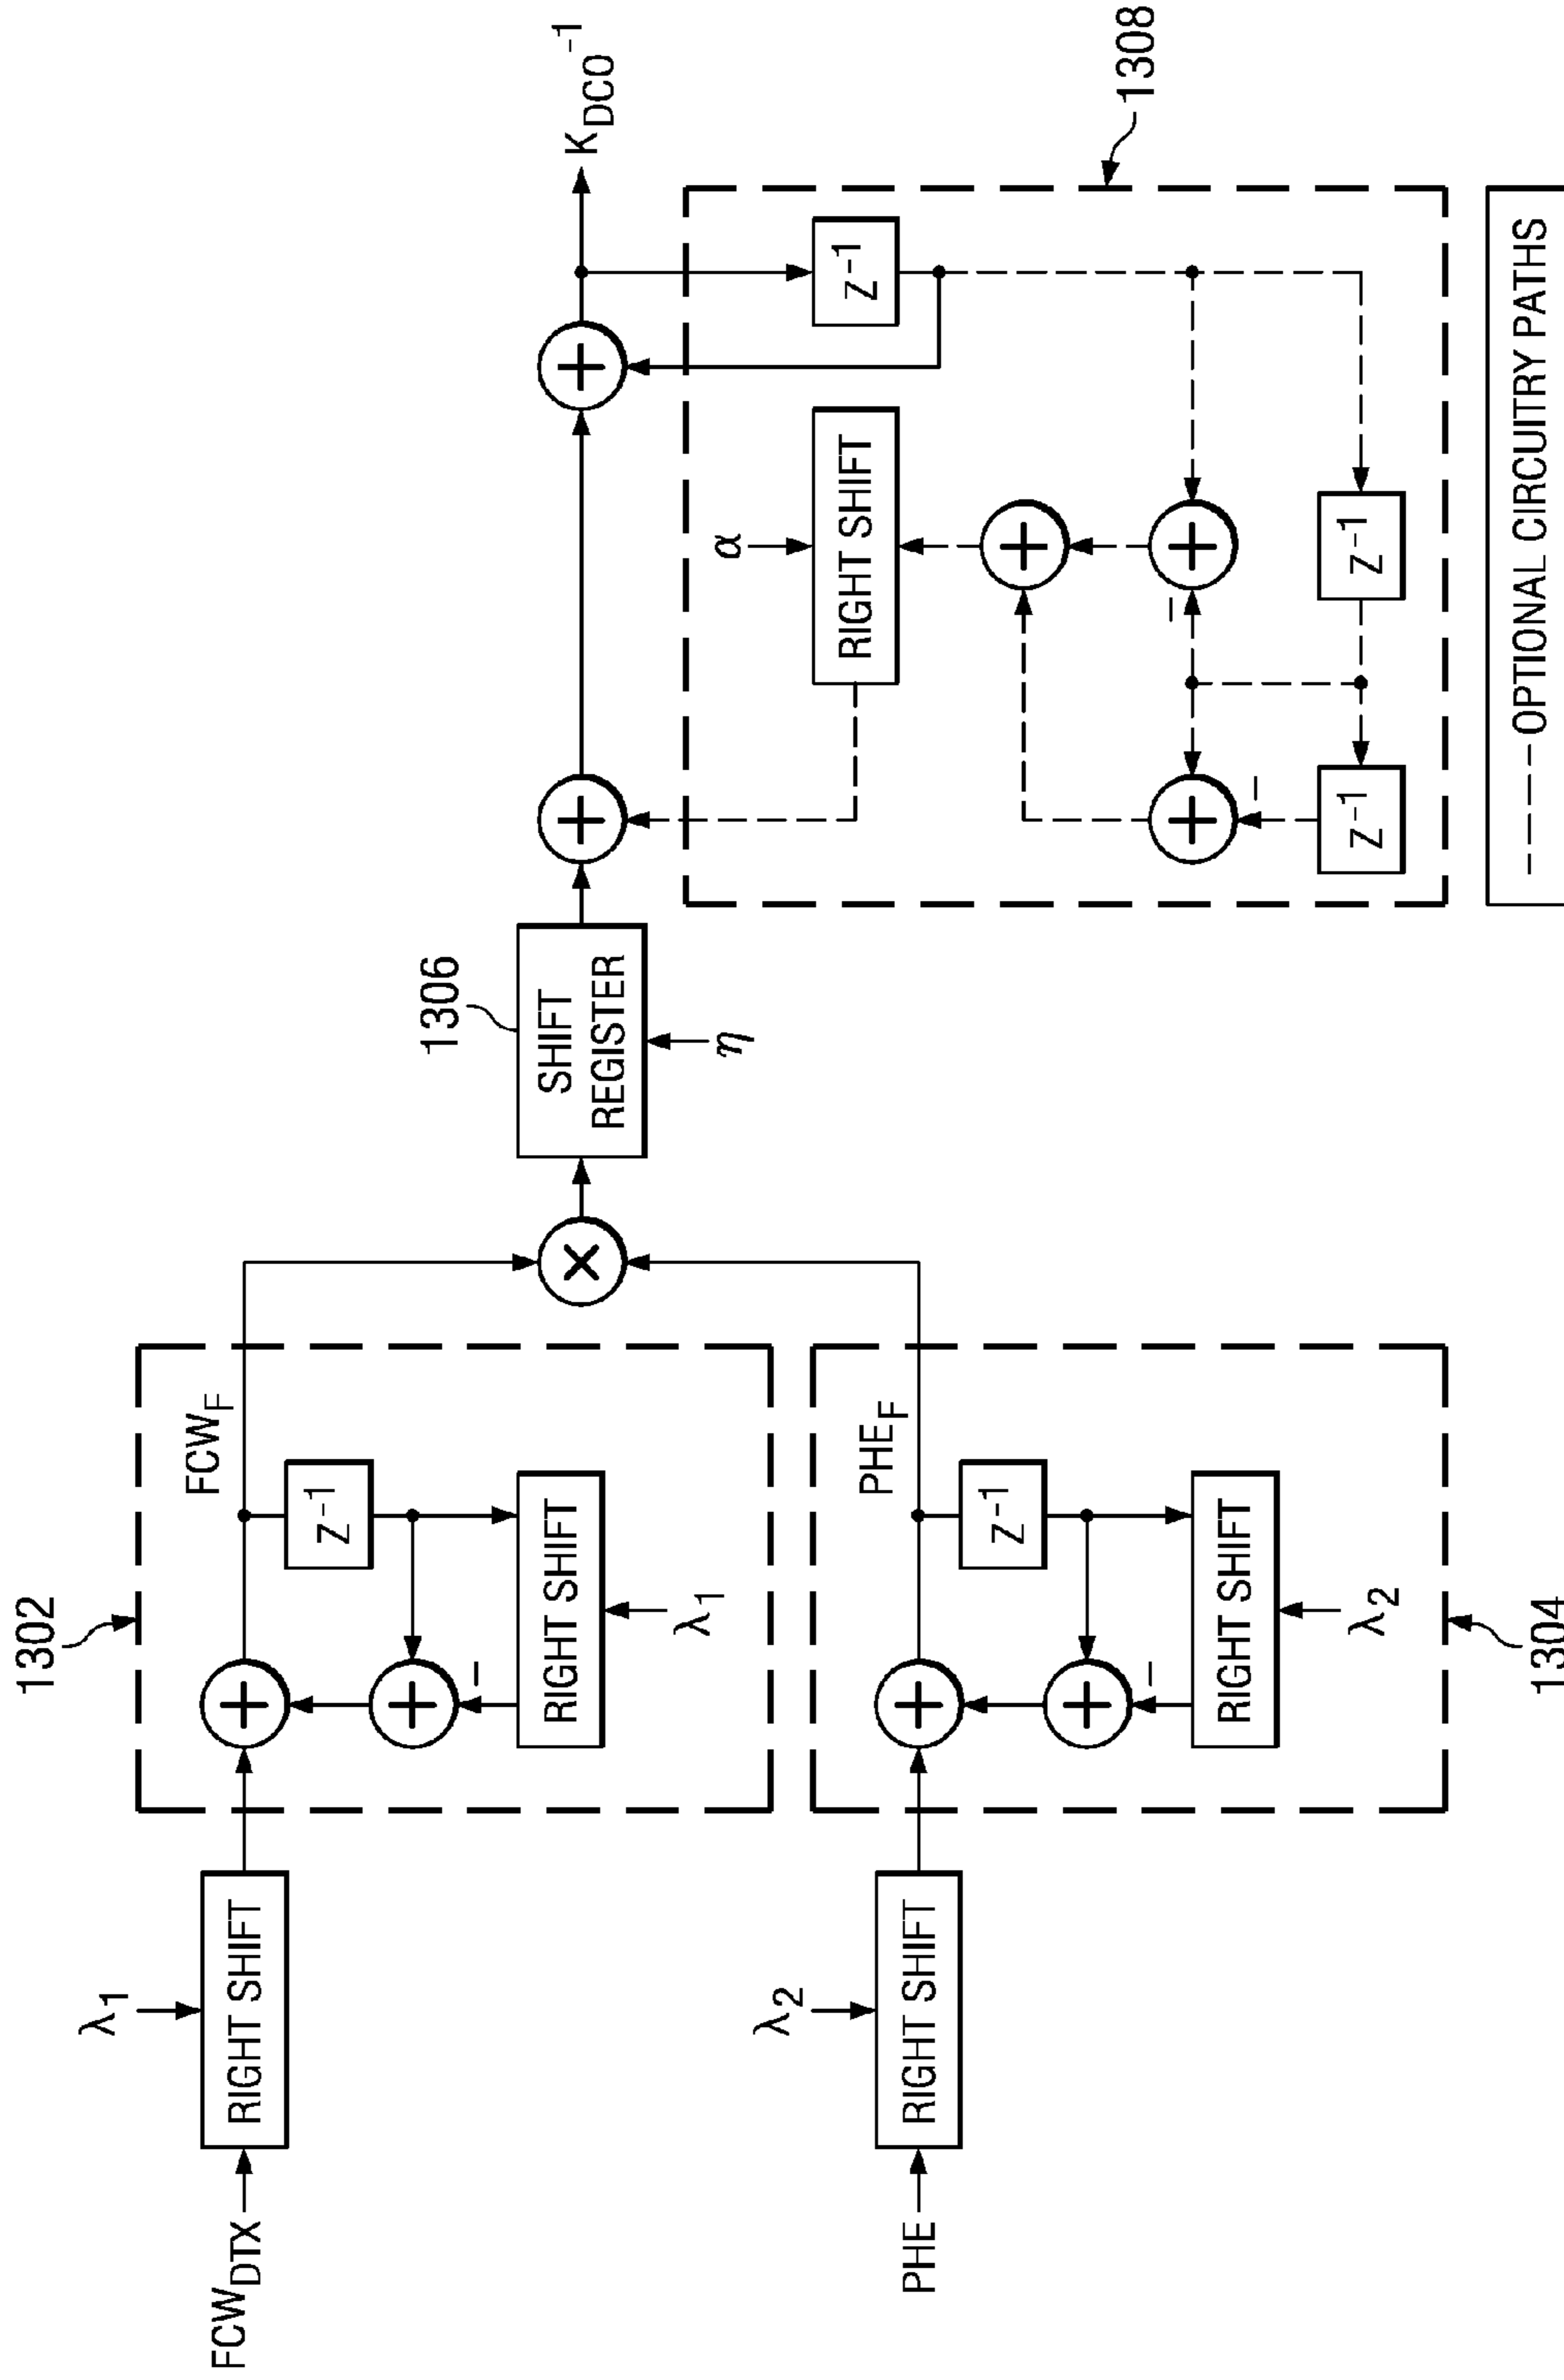 FCW_DTX
RIGHT SHIFT
λ1
1302
FCW_F
Z^-1
RIGHT SHIFT
λ1
+
+
−
PHE
RIGHT SHIFT
λ2
1304
PHE_F
Z^-1
RIGHT SHIFT
λ2
+
+
−
×
1306
SHIFT
REGISTER
η
+
+
K_DCO^-1
1308
Z^-1
α
RIGHT SHIFT
+
+
−
+
−
Z^-1
Z^-1
---- OPTIONAL CIRCUITRY PATHS